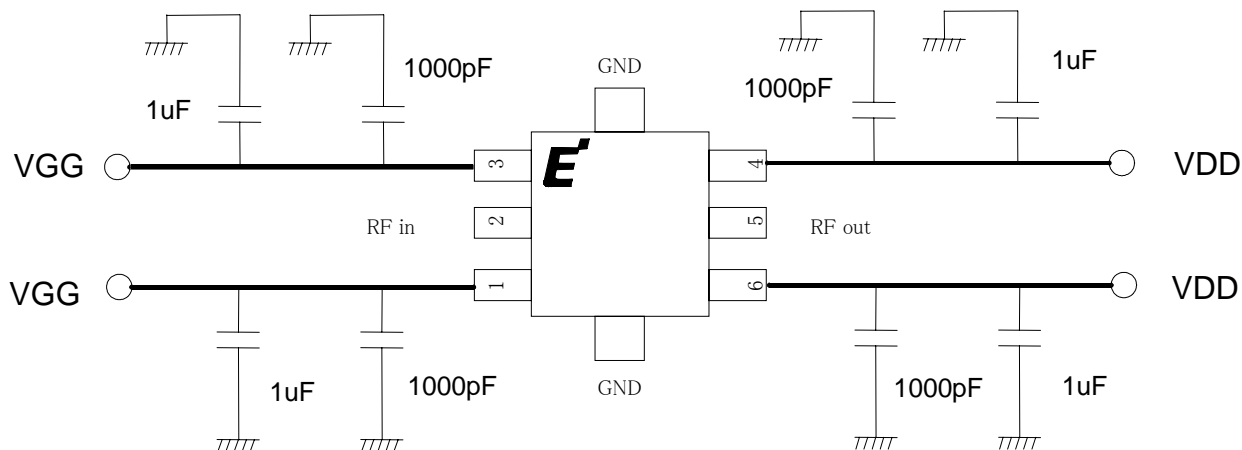 GND
1000pF
1uF
1uF
1000pF
VGG
3
E
4
VDD
RF in
2
5
RF out
VGG
1
6
VDD
1uF
1000pF
GND
1000pF
1uF